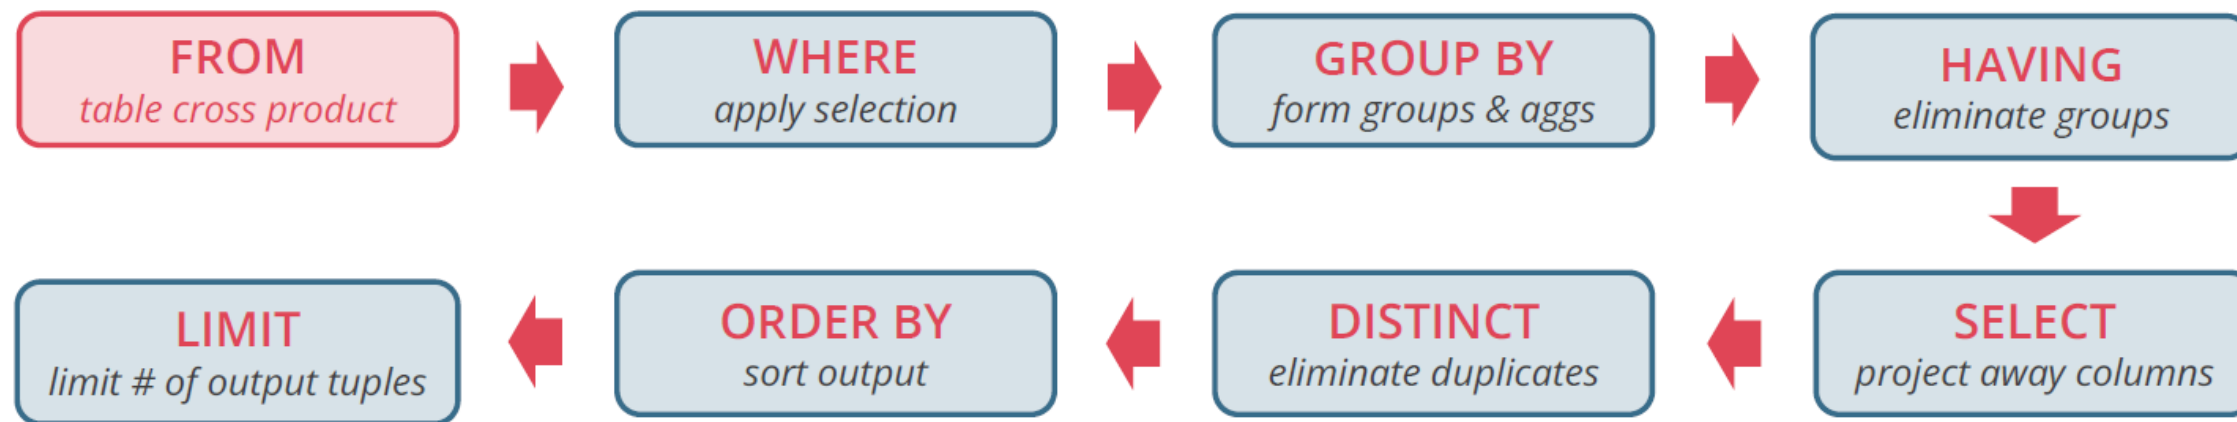 FROM
table cross product
WHERE
apply selection
GROUP BY
form groups & aggs
HAVING
eliminate groups
SELECT
project away columns
DISTINCT
eliminate duplicates
ORDER BY
sort output
LIMIT
limit # of output tuples